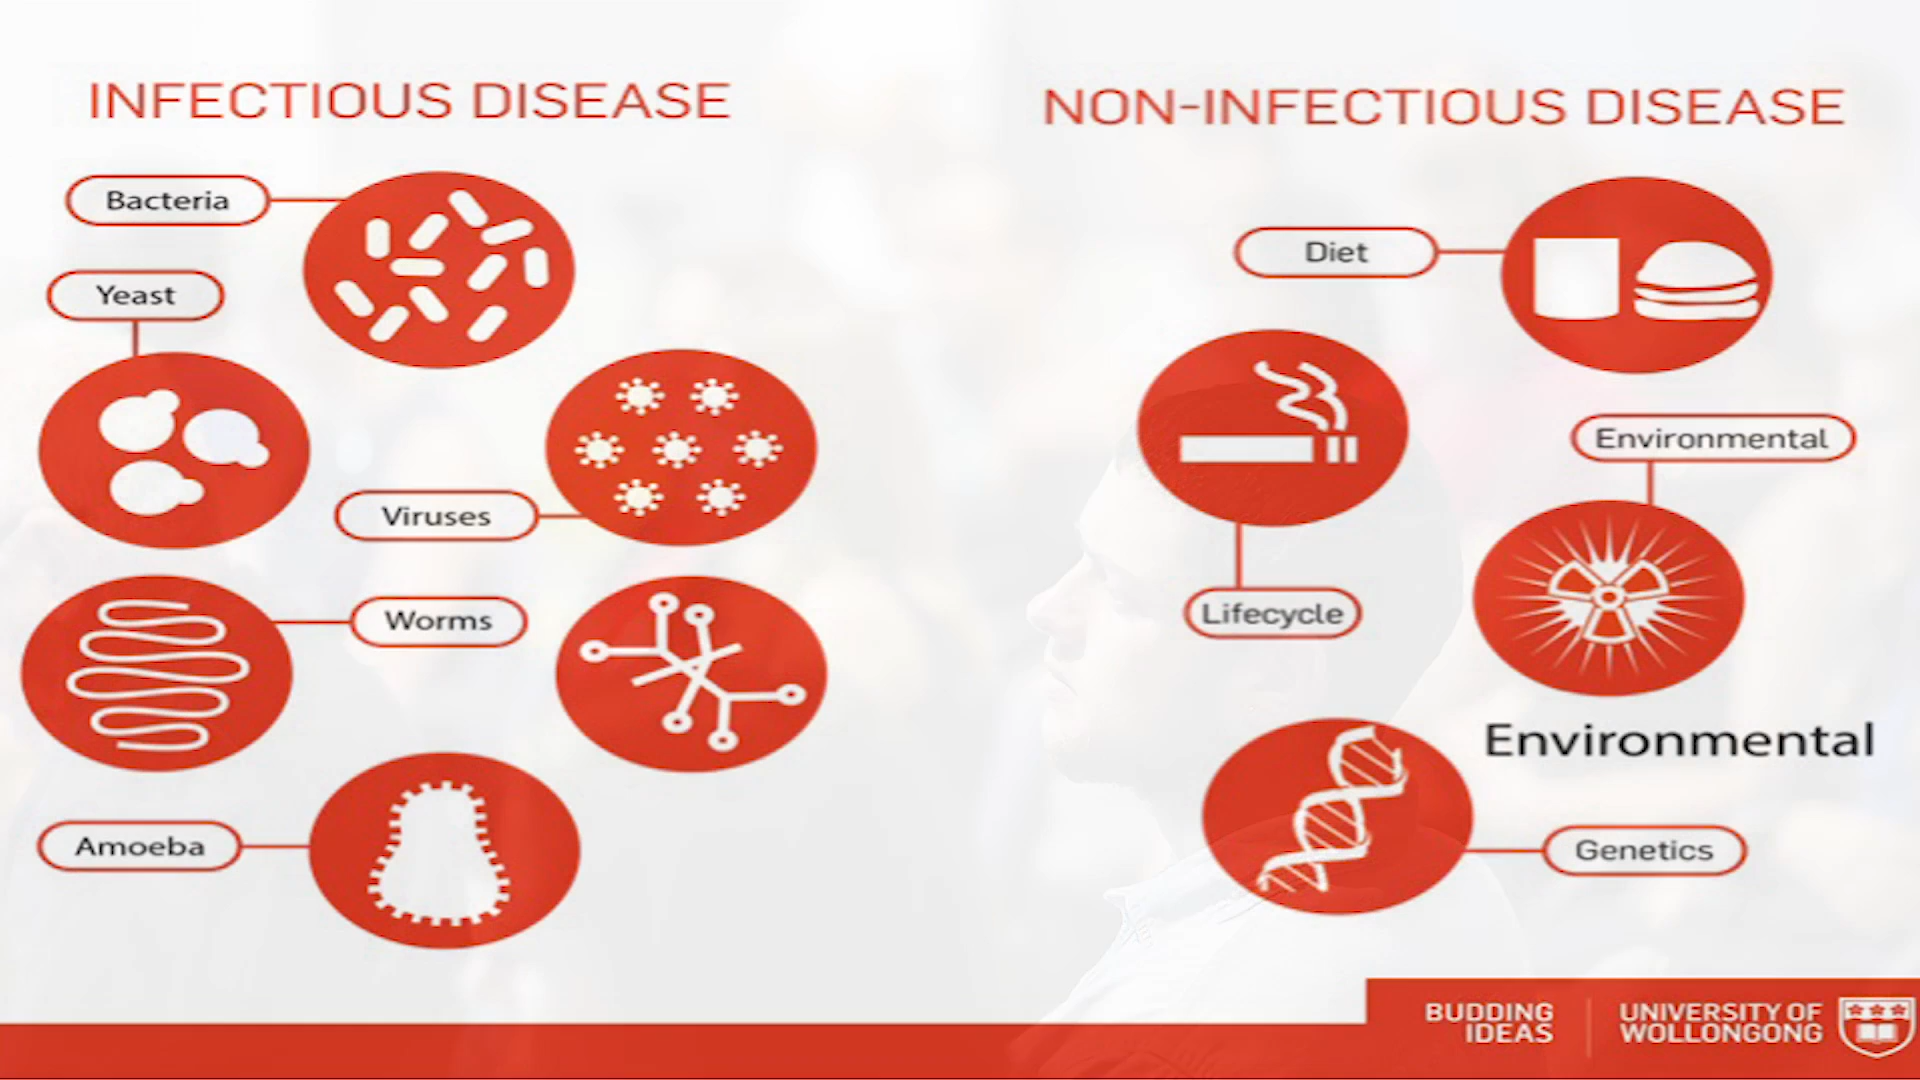 INFECTIOUS DISEASE
Bacteria
Yeast
Viruses
Worms
Amoeba
NON-INFECTIOUS DISEASE
Diet
Environmental
Lifecycle
Environmental
Genetics
BUDDING
IDEAS
UNIVERSITY OF
WOLLONGONG